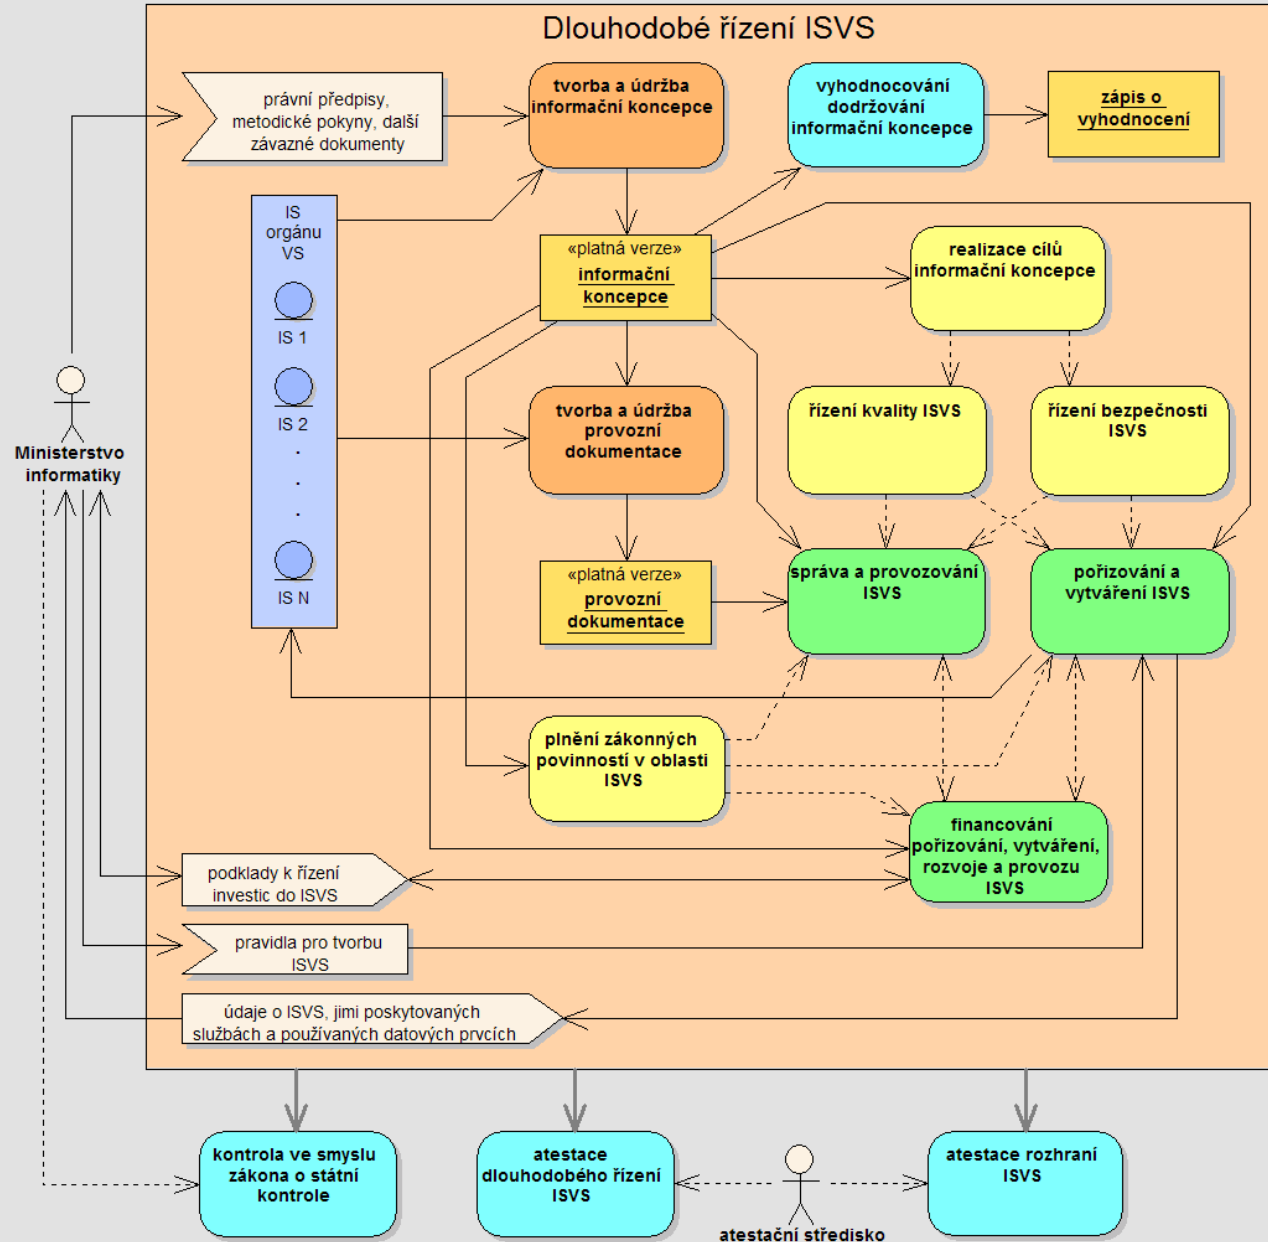 Dlouhodobé řízení ISVS
právní předpisy,
metodické pokyny, další
závazné dokumenty
tvorba a údržba
informační koncepce
vyhodnocování
dodržování
informační koncepce
zápis o
vyhodnocení
IS
orgánu
VS
IS 1
IS 2
.
.
.
IS N
«platná verze»
informační
koncepce
realizace cílů
informační koncepce
Ministerstvo
informatiky
tvorba a údržba
provozní
dokumentace
řízení kvality ISVS
řízení bezpečnosti
ISVS
«platná verze»
provozní
dokumentace
správa a provozování
ISVS
pořizování a
vytváření ISVS
plnění zákonných
povinností v oblasti
ISVS
financování
pořizování, vytváření,
rozvoje a provozu
ISVS
podklady k řízení
investic do ISVS
pravidla pro tvorbu
ISVS
údaje o ISVS, jimi poskytovaných
službách a používaných datových prvcích
kontrola ve smyslu
zákona o státní
kontrole
atestace
dlouhodobého řízení
ISVS
atestační středisko
atestace rozhraní
ISVS